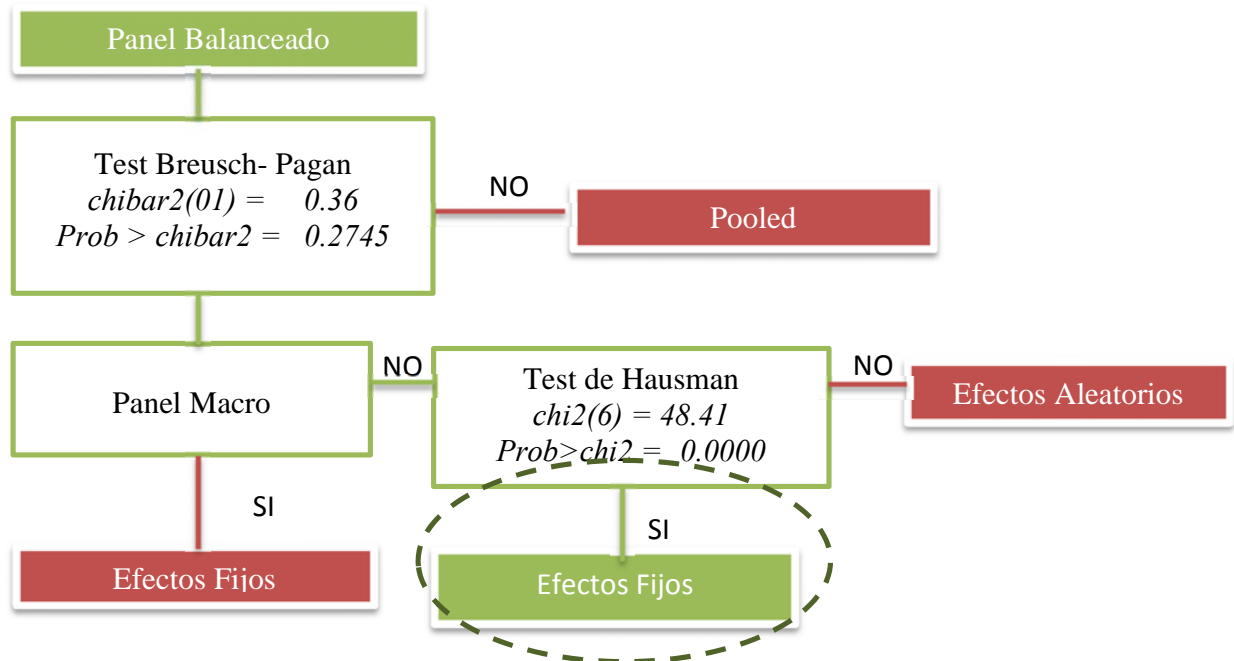 Panel Balanceado
Test Breusch- Pagan
chibar2(01) = 0.36
Prob > chibar2 = 0.2745
NO
Pooled
Panel Macro
NO
Test de Hausman
chi2(6) = 48.41
Prob>chi2 = 0.0000
NO
Efectos Aleatorios
SI
Efectos Fijos
SI
Efectos Fijos